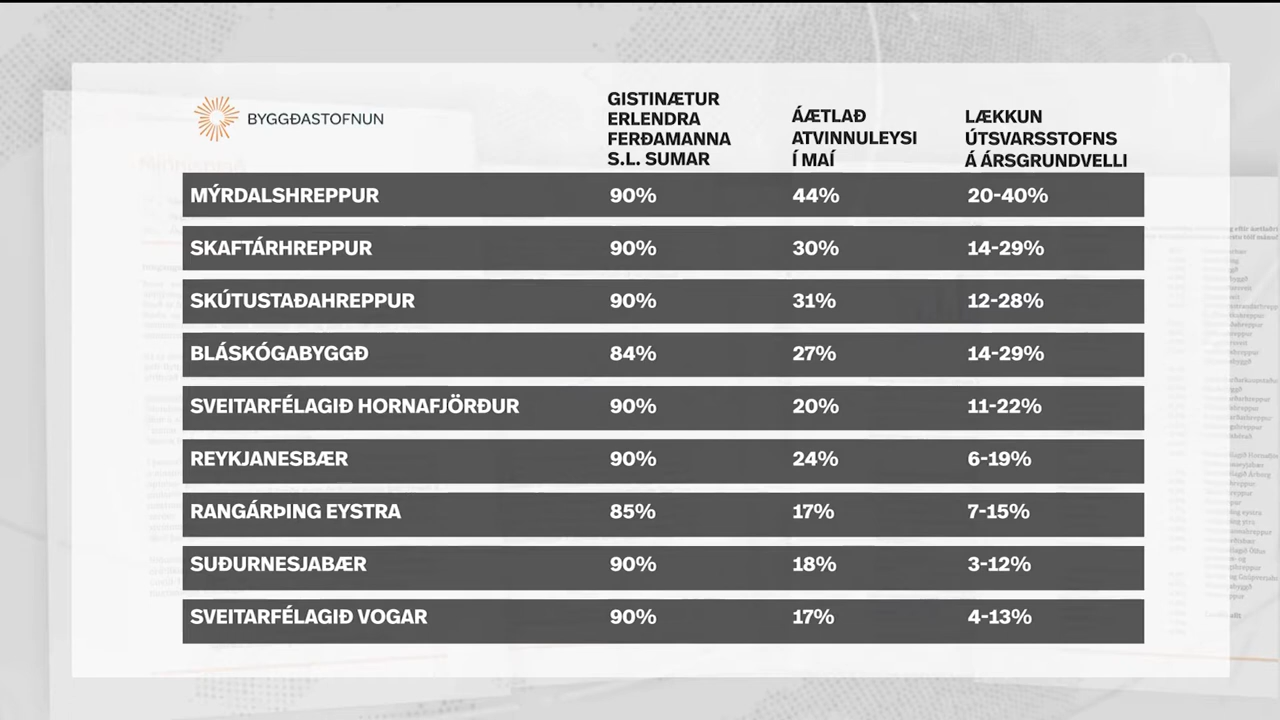 BYGGÐASTOFNUN
GISTINÆTUR
ERLENDRA
FERÐAMANNA
S.L. SUMAR
ÁÆTLAÐ
ATVINNULEYSI
Í MAÍ
LÆKKUN
ÚTSVARSSTOFNS
Á ÁRSGRUNDVELLI
MÝRDALSHREPPUR 90% 44% 20-40%
SKAFTÁRHREPPUR 90% 30% 14-29%
SKÚTUSTAÐAHREPPUR 90% 31% 12-28%
BLÁSKÓGABYGGÐ 84% 27% 14-29%
SVEITARFÉLAGIÐ HORNAFJÖRÐUR 90% 20% 11-22%
REYKJANESBÆR 90% 24% 6-19%
RANGÁRÞING EYSTRA 85% 17% 7-15%
SUÐURNESJABÆR 90% 18% 3-12%
SVEITARFÉLAGIÐ VOGAR 90% 17% 4-13%